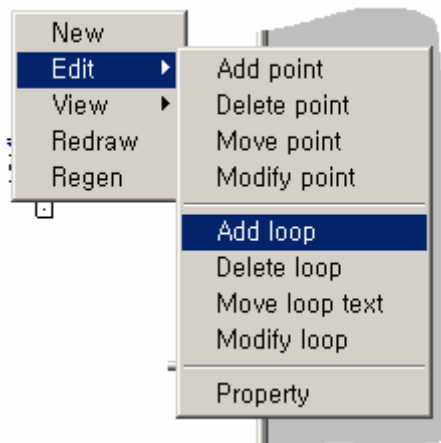 New
Edit
View
Redraw
Regen
Add point
Delete point
Move point
Modify point
Add loop
Delete loop
Move loop text
Modify loop
Property